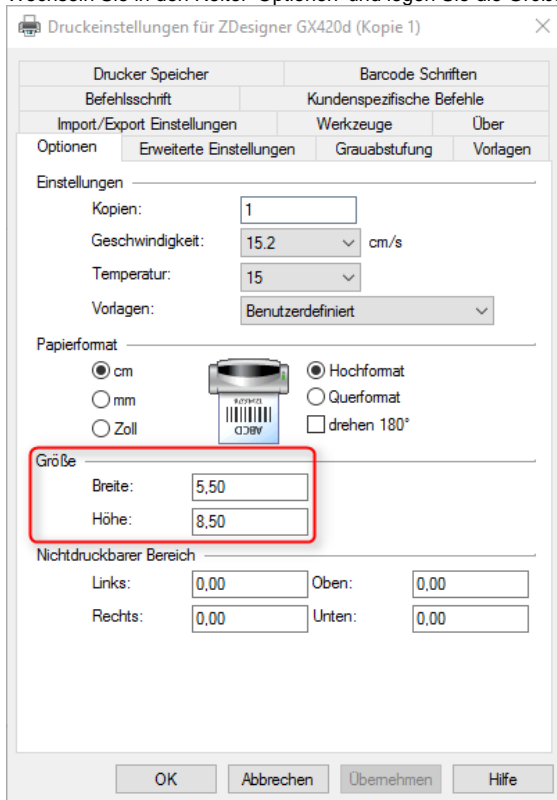 Druckeinstellungen für ZDesigner GX420d (Kopie 1)
Drucker Speicher Barcode Schriften
Befehlsschrift Kundenspezifische Befehle
Import/Export Einstellungen Werkzeuge Über
Optionen Erweiterte Einstellungen Grauabstufung Vorlagen
Einstellungen
Kopien: 1
Geschwindigkeit: 15.2 cm/s
Temperatur: 15
Vorlagen: Benutzerdefiniert
Papierformat
cm Hochformat
mm Querformat
Zoll drehen 180°
ABCD
Größe
Breite: 5,50
Höhe: 8,50
Nichtdruckbarer Bereich
Links: 0,00 Oben: 0,00
Rechts: 0,00 Unten: 0,00
OK Abbrechen Übernehmen Hilfe